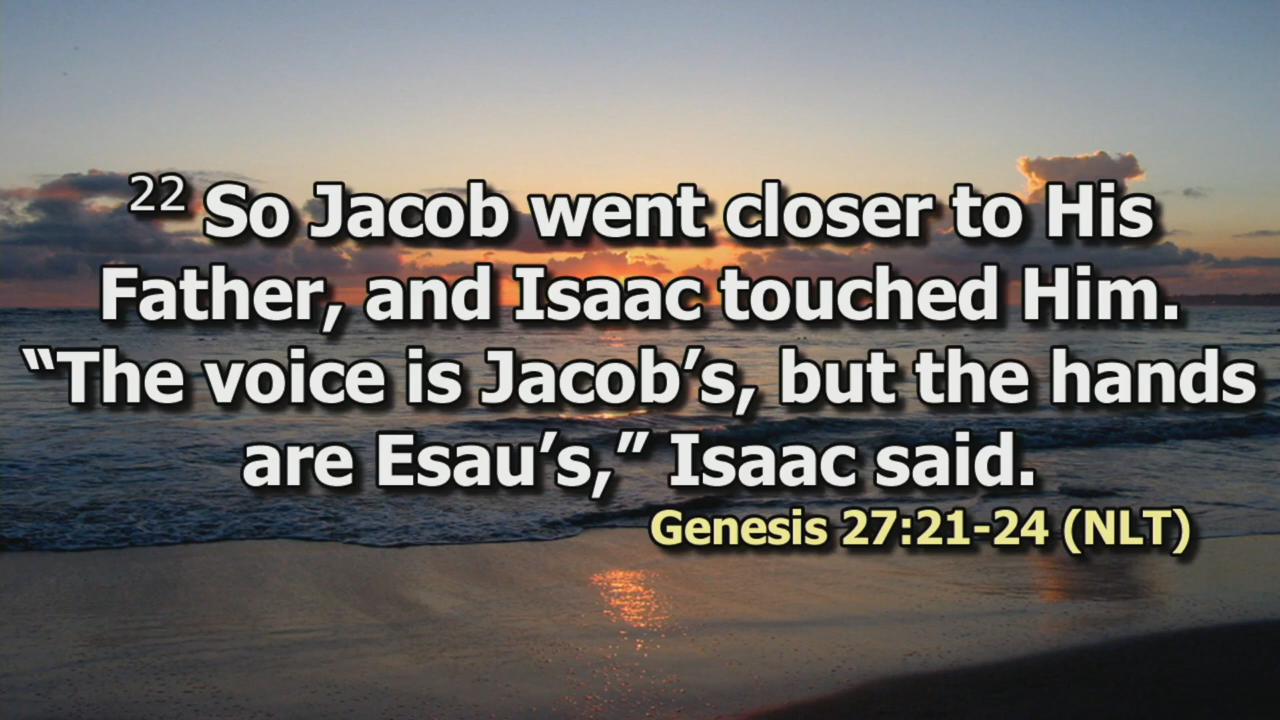 22 So Jacob went closer to His
Father, and Isaac touched Him.
“The voice is Jacob’s, but the hands
are Esau’s,” Isaac said.
Genesis 27:21-24 (NLT)